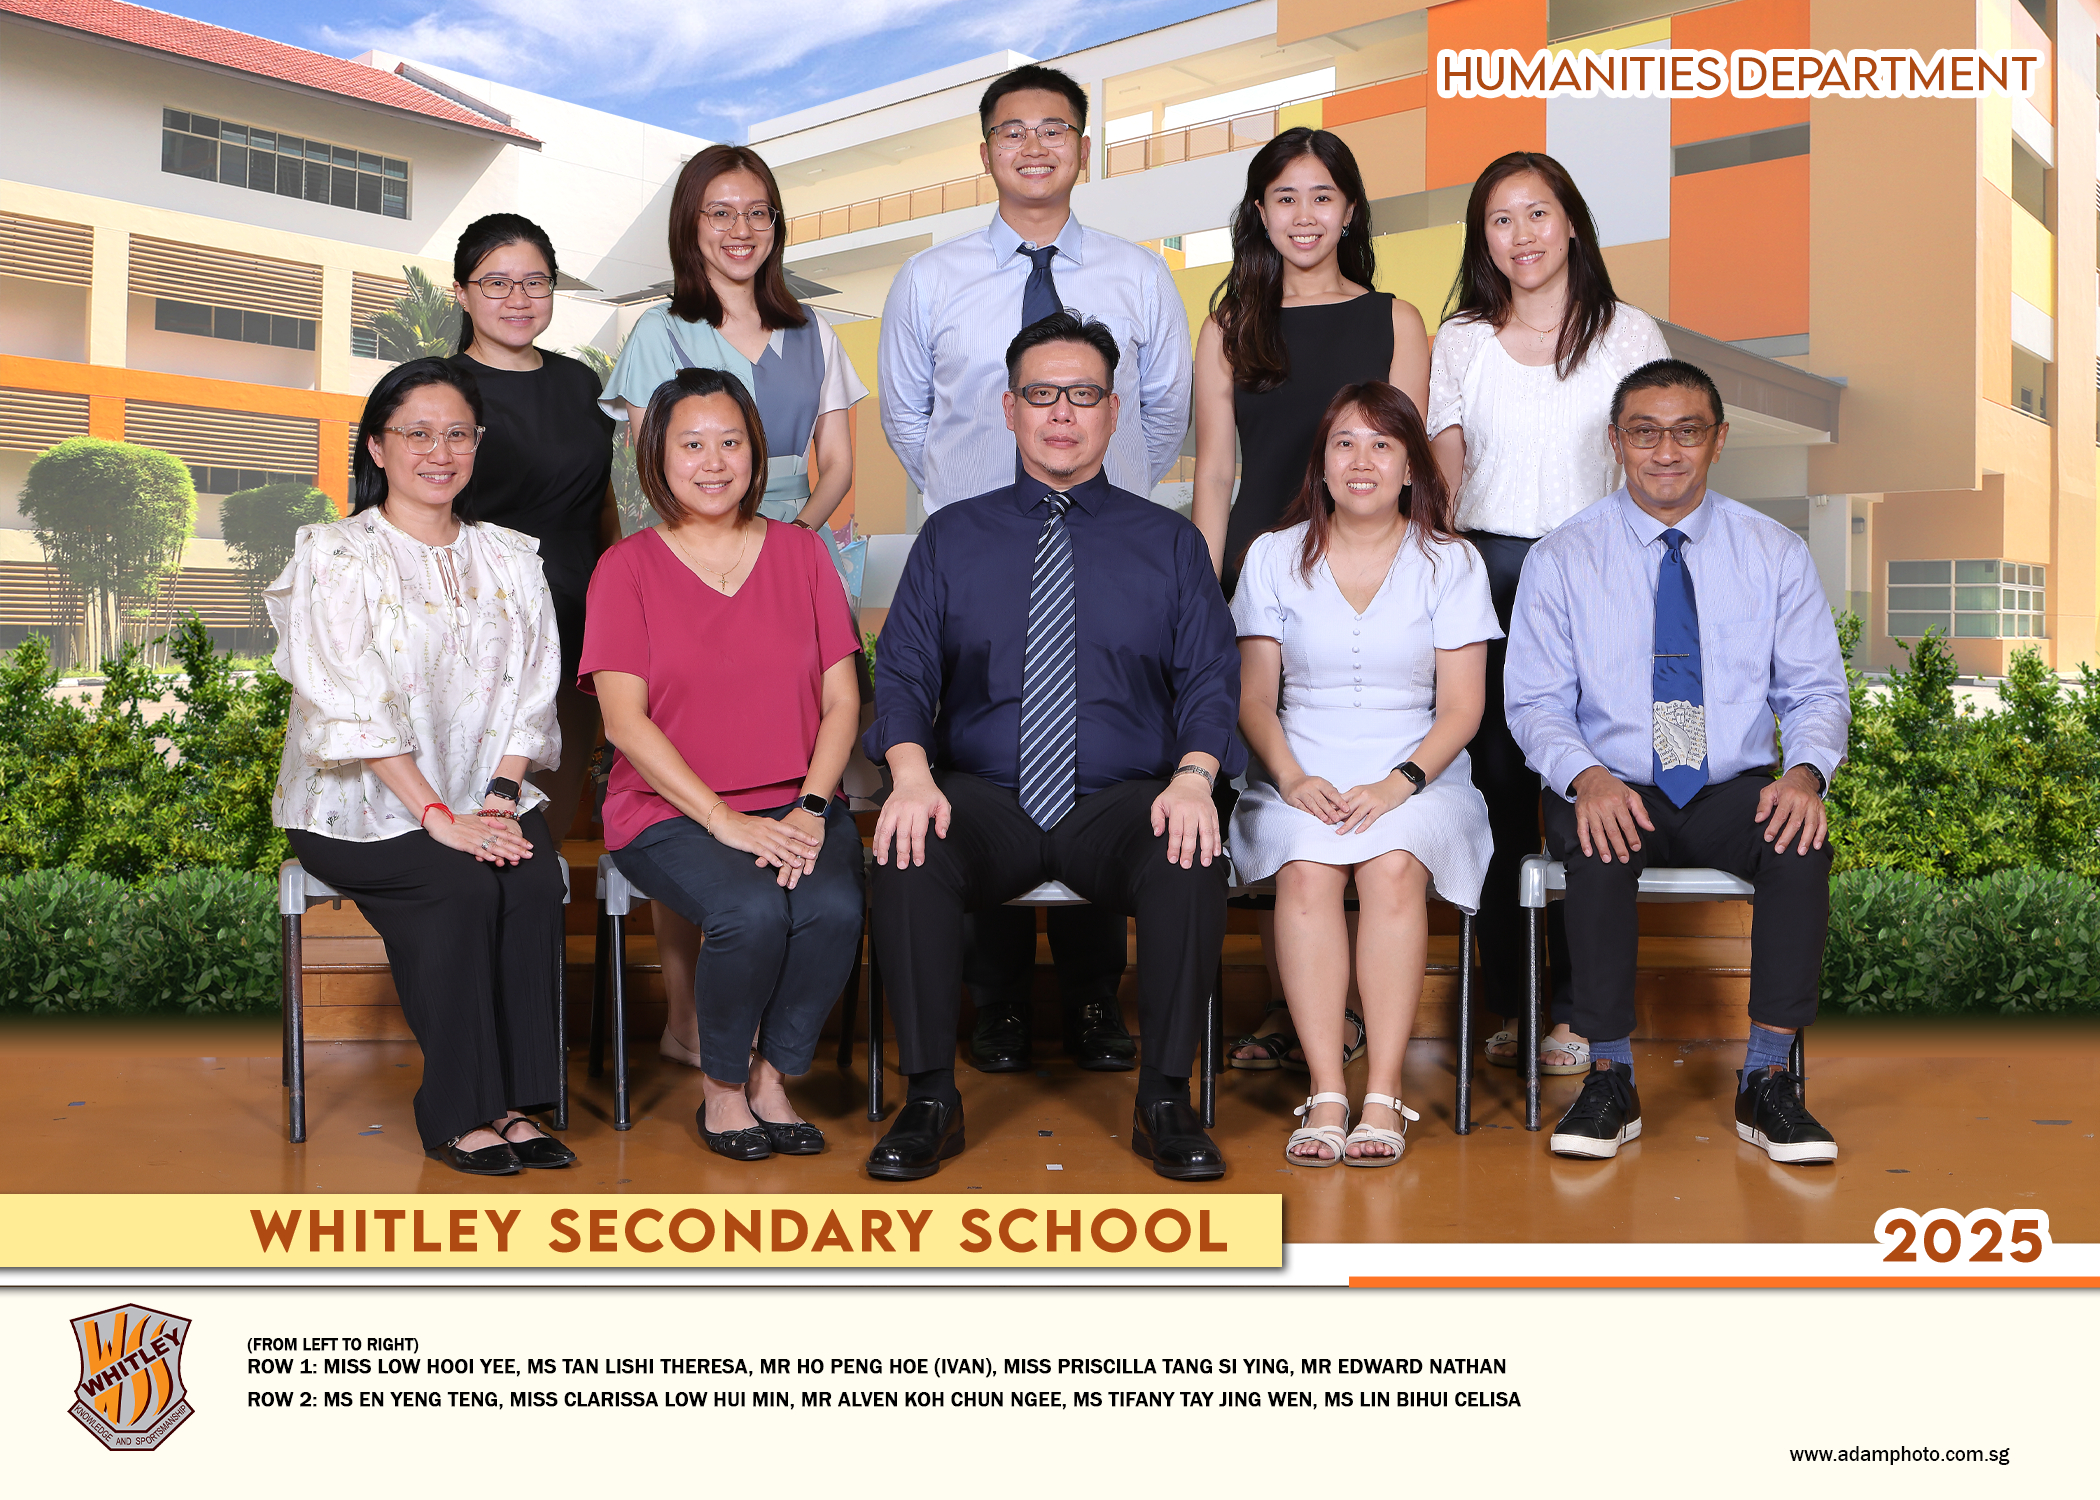 HUMANITIES DEPARTMENT
WHITLEY SECONDARY SCHOOL
2025
WHITLEY
KNOWLEDGE AND SPORTSMANSHIP
(FROM LEFT TO RIGHT)
ROW 1: MISS LOW HOOI YEE, MS TAN LISHI THERESA, MR HO PENG HOE (IVAN), MISS PRISCILLA TANG SI YING, MR EDWARD NATHAN
ROW 2: MS EN YENG TENG, MISS CLARISSA LOW HUI MIN, MR ALVEN KOH CHUN NGEE, MS TIFANY TAY JING WEN, MS LIN BIHUI CELISA
www.adamphoto.com.sg